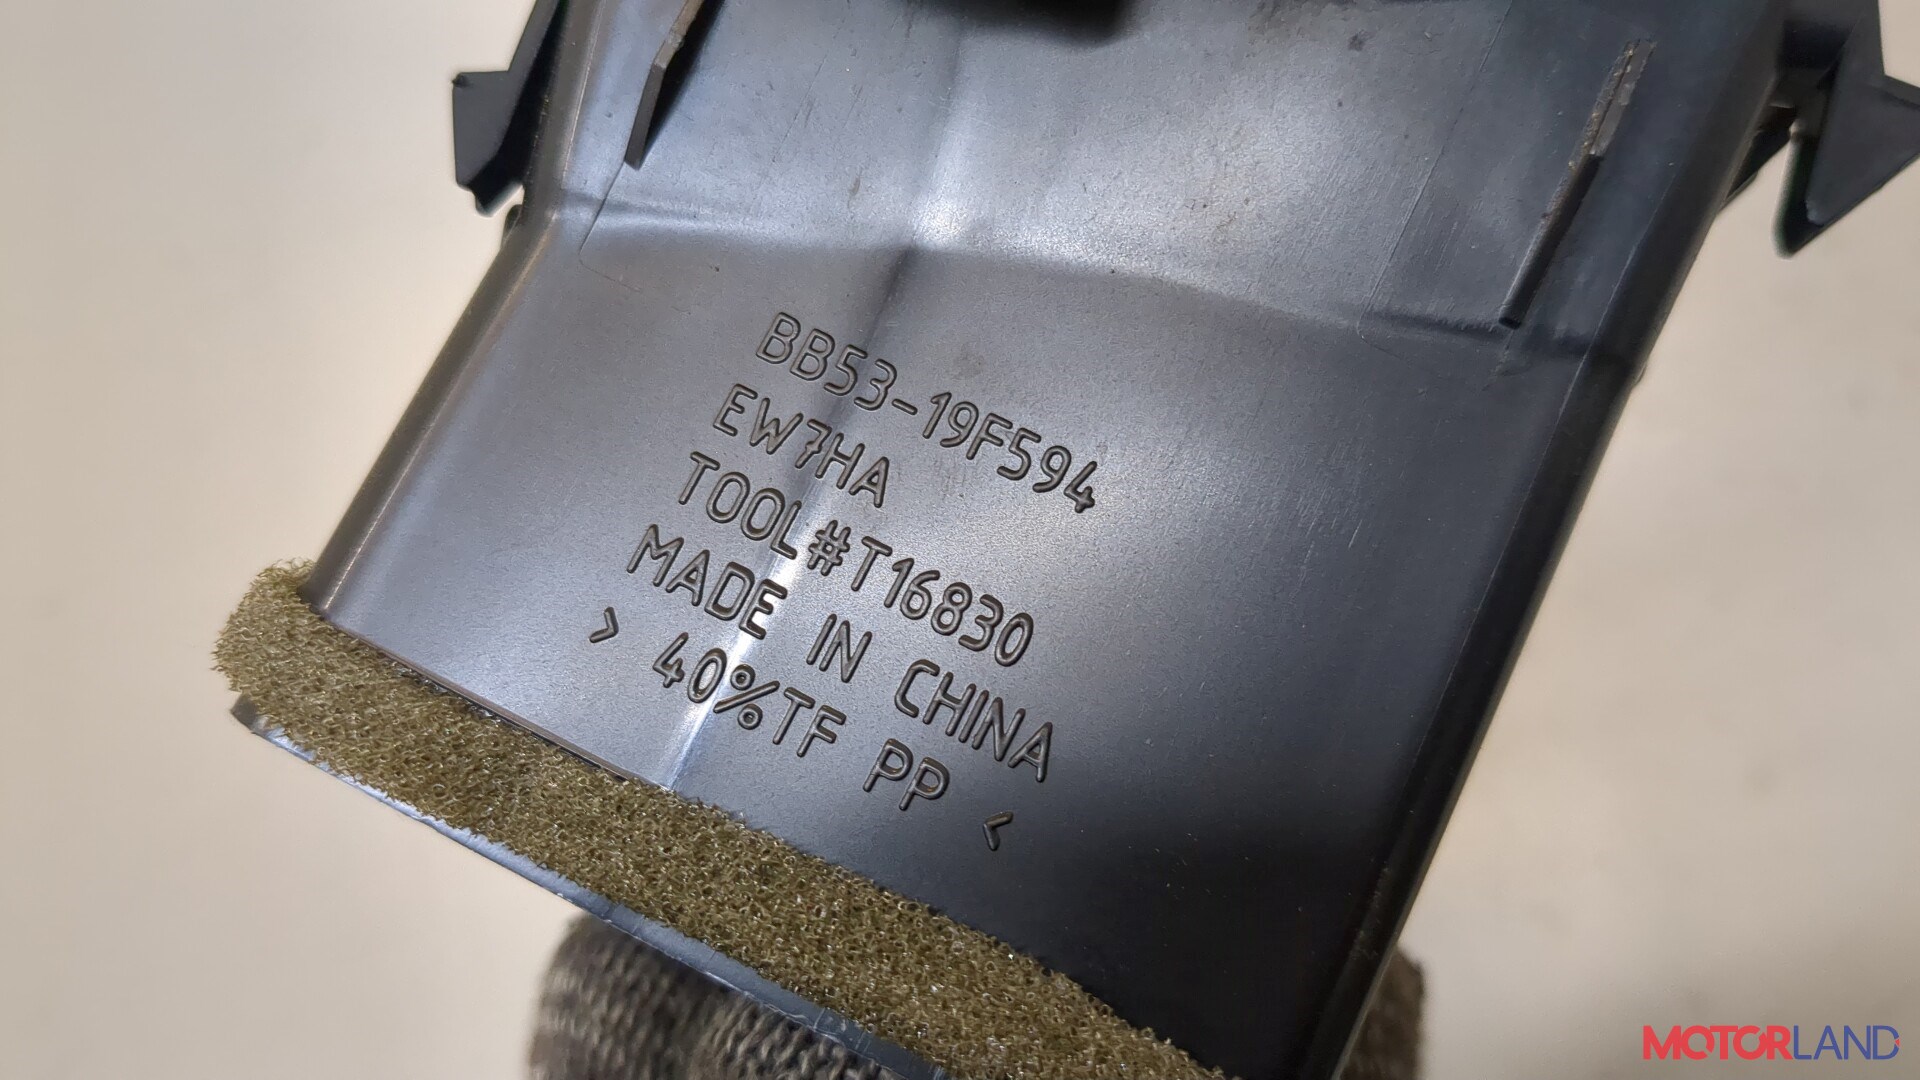 BB53-19F594
EW7HA
TOOL#T16830
MADE IN CHINA
> 40%TF PP <
MOTORLAND